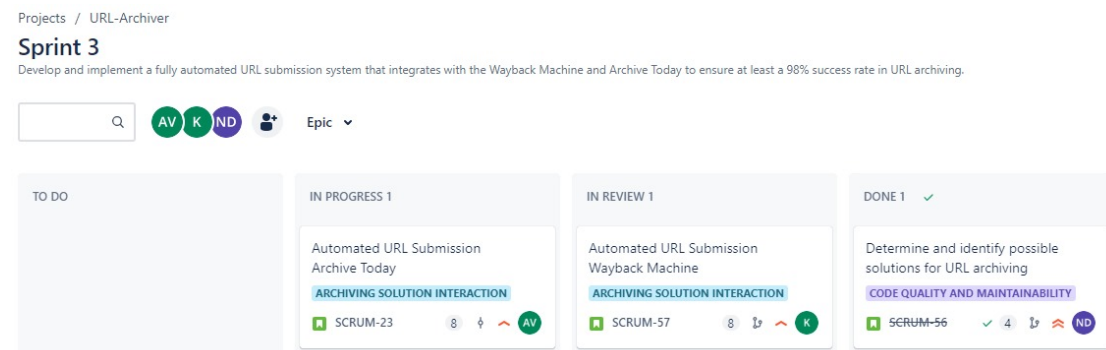 Projects / URL-Archiver
Sprint 3
Develop and implement a fully automated URL submission system that integrates with the Wayback Machine and Archive Today to ensure at least a 98% success rate in URL archiving.
AV K ND Epic
TO DO
IN PROGRESS 1
Automated URL Submission
Archive Today
ARCHIVING SOLUTION INTERACTION
SCRUM-23 8 AV
IN REVIEW 1
Automated URL Submission
Wayback Machine
ARCHIVING SOLUTION INTERACTION
SCRUM-57 8 K
DONE 1
Determine and identify possible
solutions for URL archiving
CODE QUALITY AND MAINTAINABILITY
SCRUM-56 4 ND